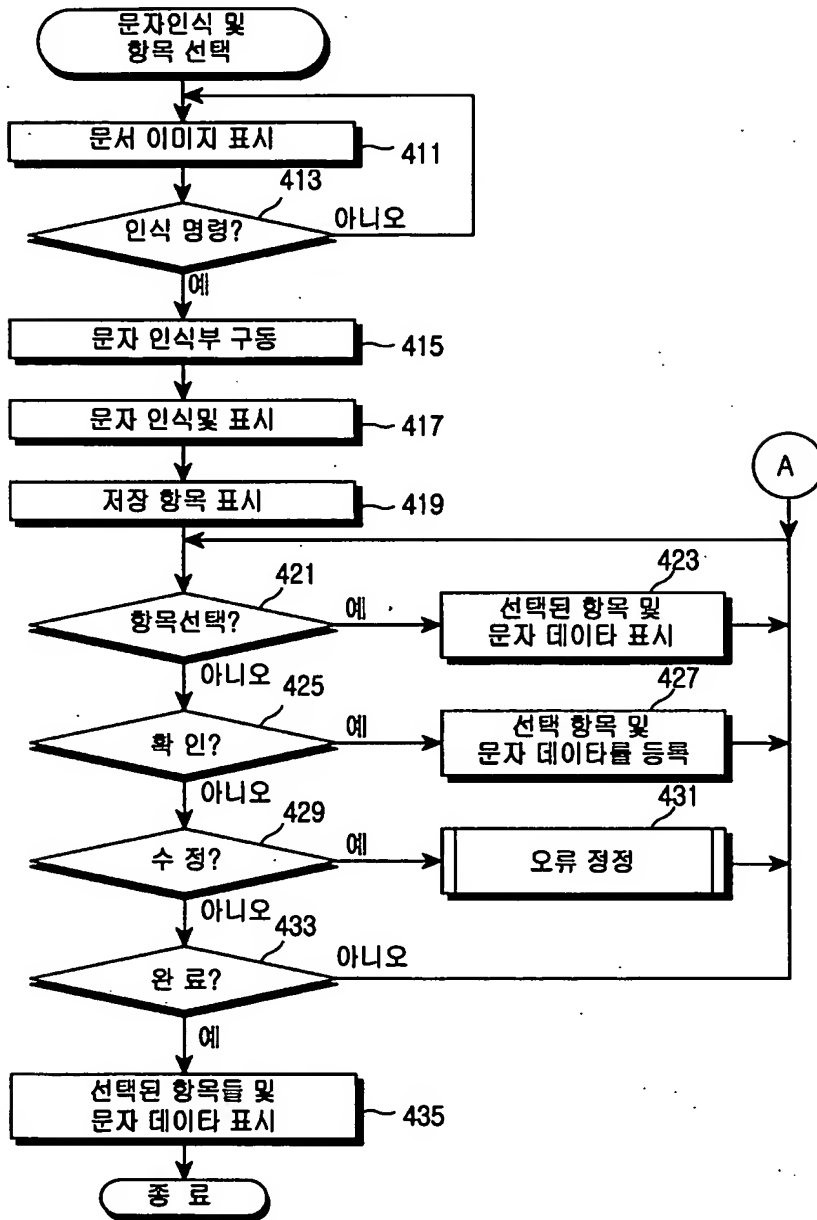 문자인식 및
항목 선택
문서 이미지 표시
411
413
인식 명령?
아니오
예
문자 인식부 구동
415
문자 인식및 표시
417
A
저장 항목 표시
419
421
423
항목선택?
예
선택된 항목 및
문자 데이타 표시
아니오
425
427
확 인?
예
선택 항목 및
문자 데이타를 등록
아니오
429
431
수 정?
예
오류 정정
아니오
433
완 료?
아니오
예
선택된 항목들 및
문자 데이타 표시
435
종 료